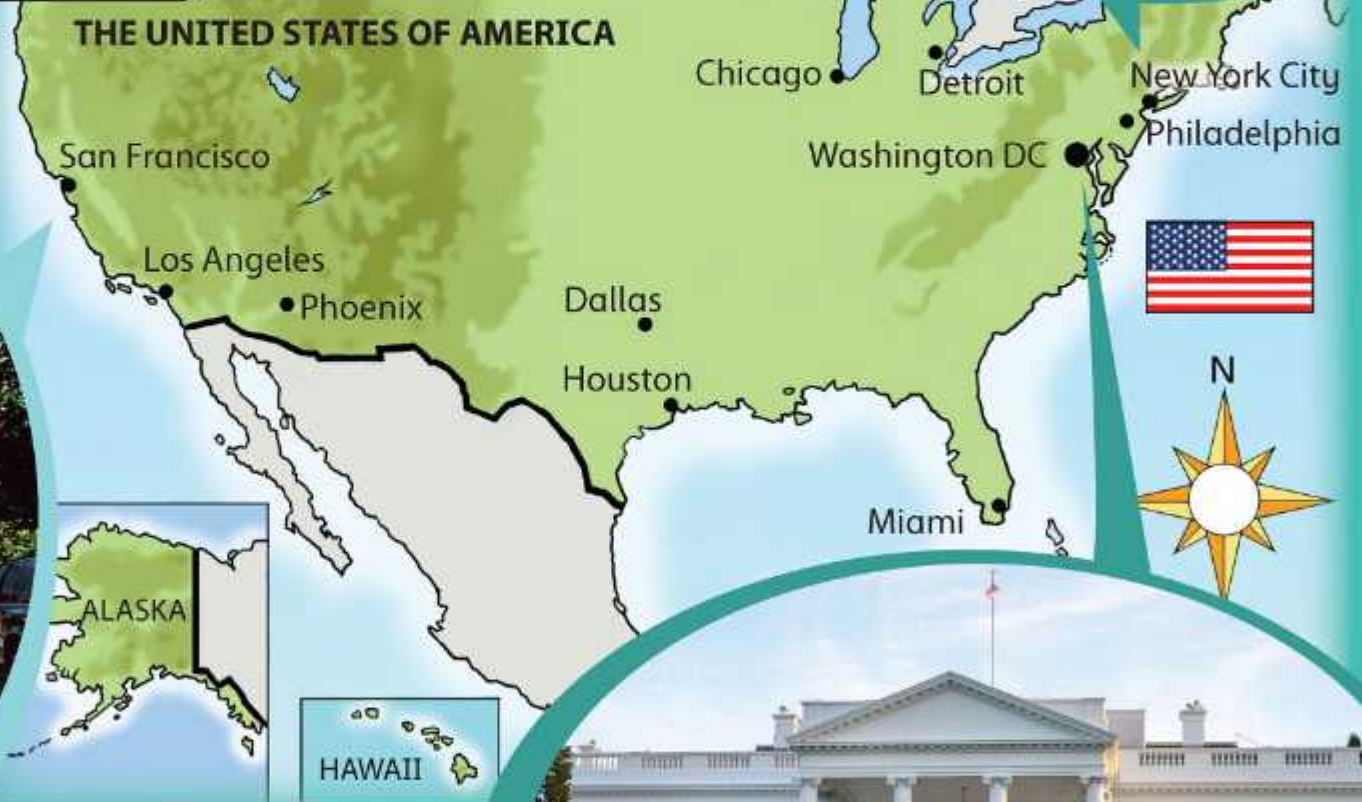 THE UNITED STATES OF AMERICA
Chicago
Detroit
New York City
Philadelphia
Washington DC
San Francisco
Los Angeles
Phoenix
Dallas
Houston
N
Miami
ALASKA
HAWAII